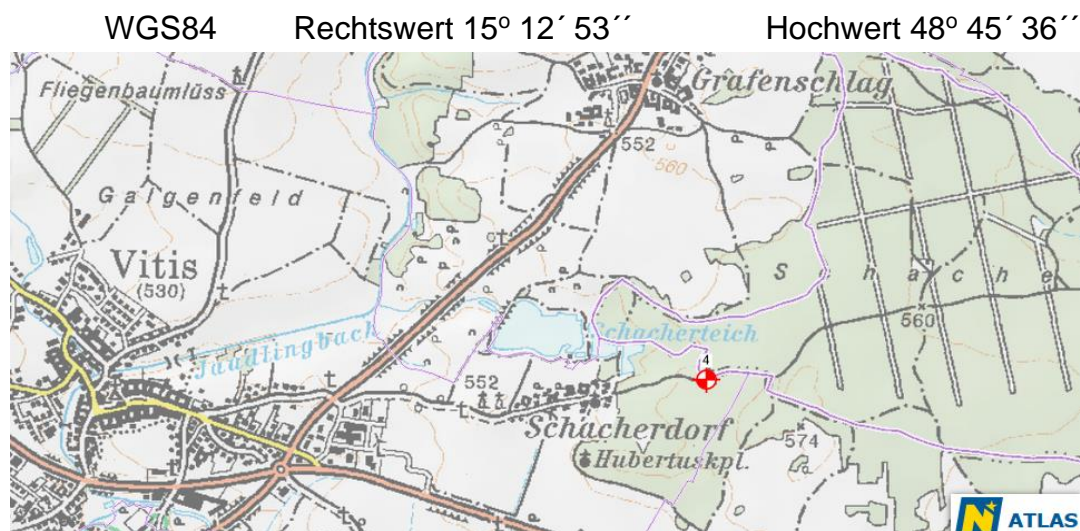 WGS84 Rechtswert 15º 12´ 53´´ Hochwert 48º 45´ 36´´
Fliegenbaumlüss
Grafenschlag
552
560
Galgenfeld
Vitis
(530)
Schache
560
Jaudlingbach
Schacherteich
4
552
Schacherdorf
574
Hubertuskpl.
N ATLAS